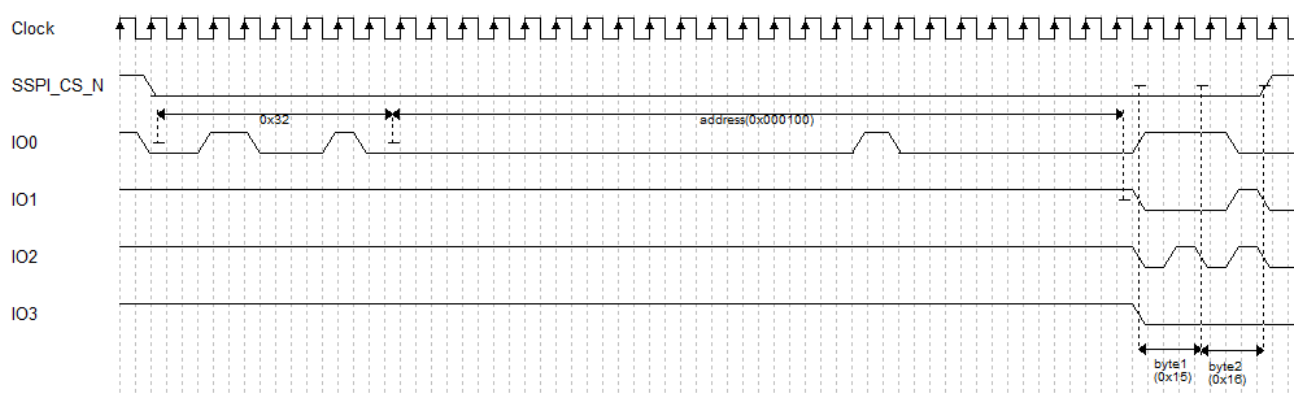 Clock
SSPI_CS_N
0x32
address(0x000100)
IO0
IO1
IO2
IO3
byte1
(0x15)
byte2
(0x16)